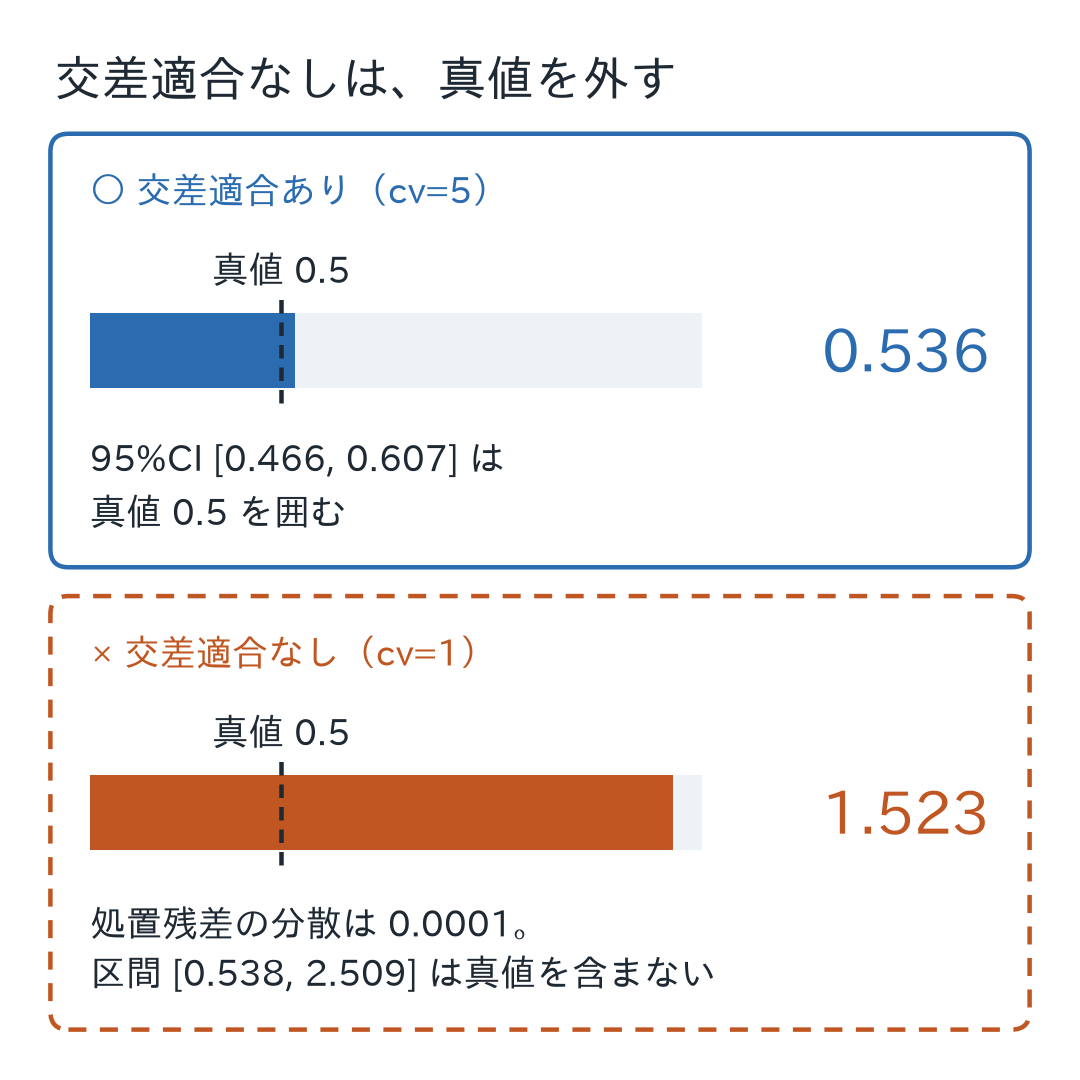 交差適合なしは、真値を外す
○ 交差適合あり（cv=5）
真値 0.5
0.536
95%CI [0.466, 0.607] は
真値 0.5 を囲む
× 交差適合なし（cv=1）
真値 0.5
1.523
処置残差の分散は 0.0001。
区間 [0.538, 2.509] は真値を含まない